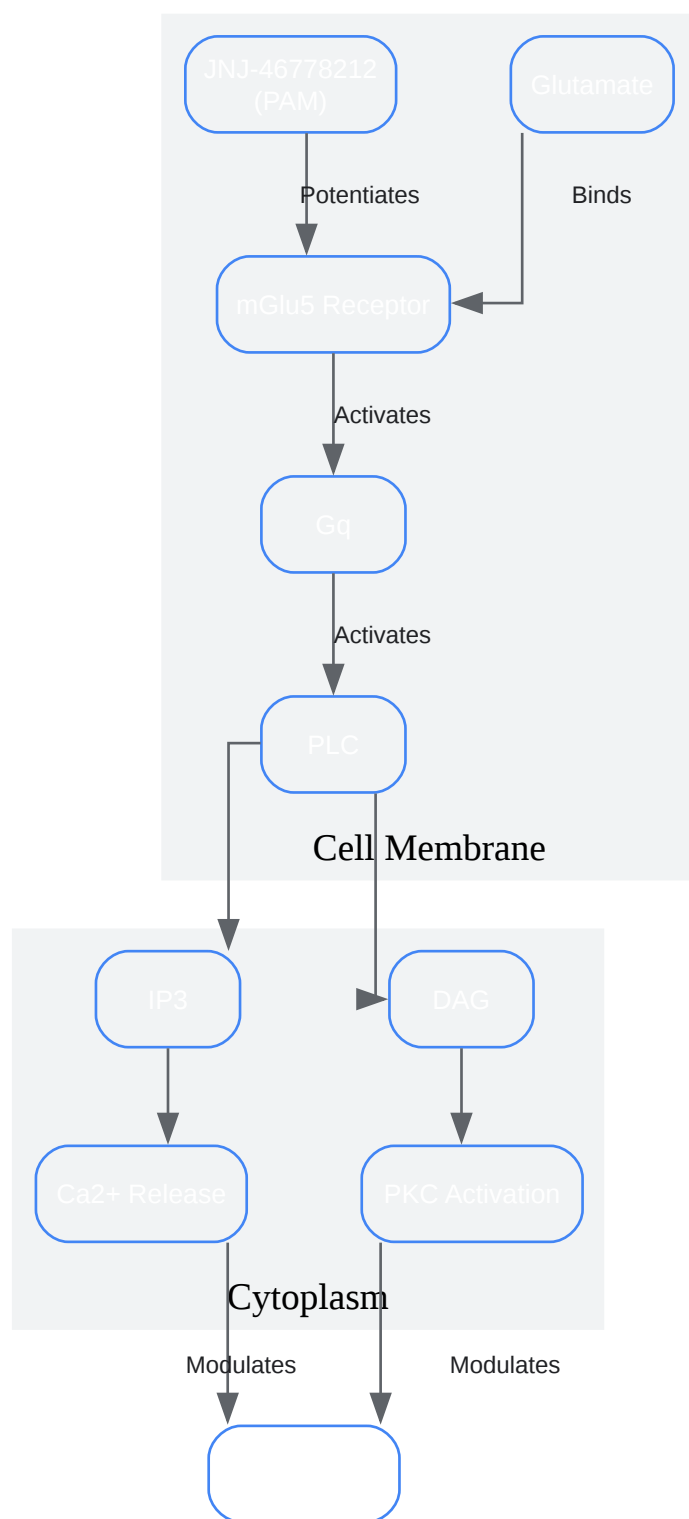 JNJ-46778212
(PAM)
Glutamate
Potentiates
Binds
mGlu5 Receptor
Activates
Gq
Activates
PLC
Cell Membrane
IP3
DAG
Ca2+ Release
PKC Activation
Cytoplasm
Modulates
Modulates